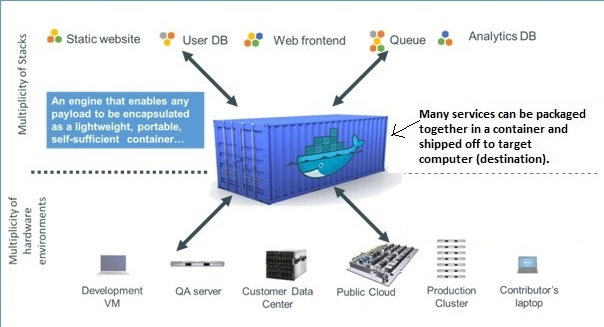 Static website
User DB
Web frontend
Queue
Analytics DB
Multiplicity of Stacks
An engine that enables any
payload to be encapsulated
as a lightweight, portable,
self-sufficient container…
Many services can be packaged
together in a container and
shipped off to target
computer (destination).
Multiplicity of
hardware
environments
Development
VM
QA server
Customer Data
Center
Public Cloud
Production
Cluster
Contributor's
laptop